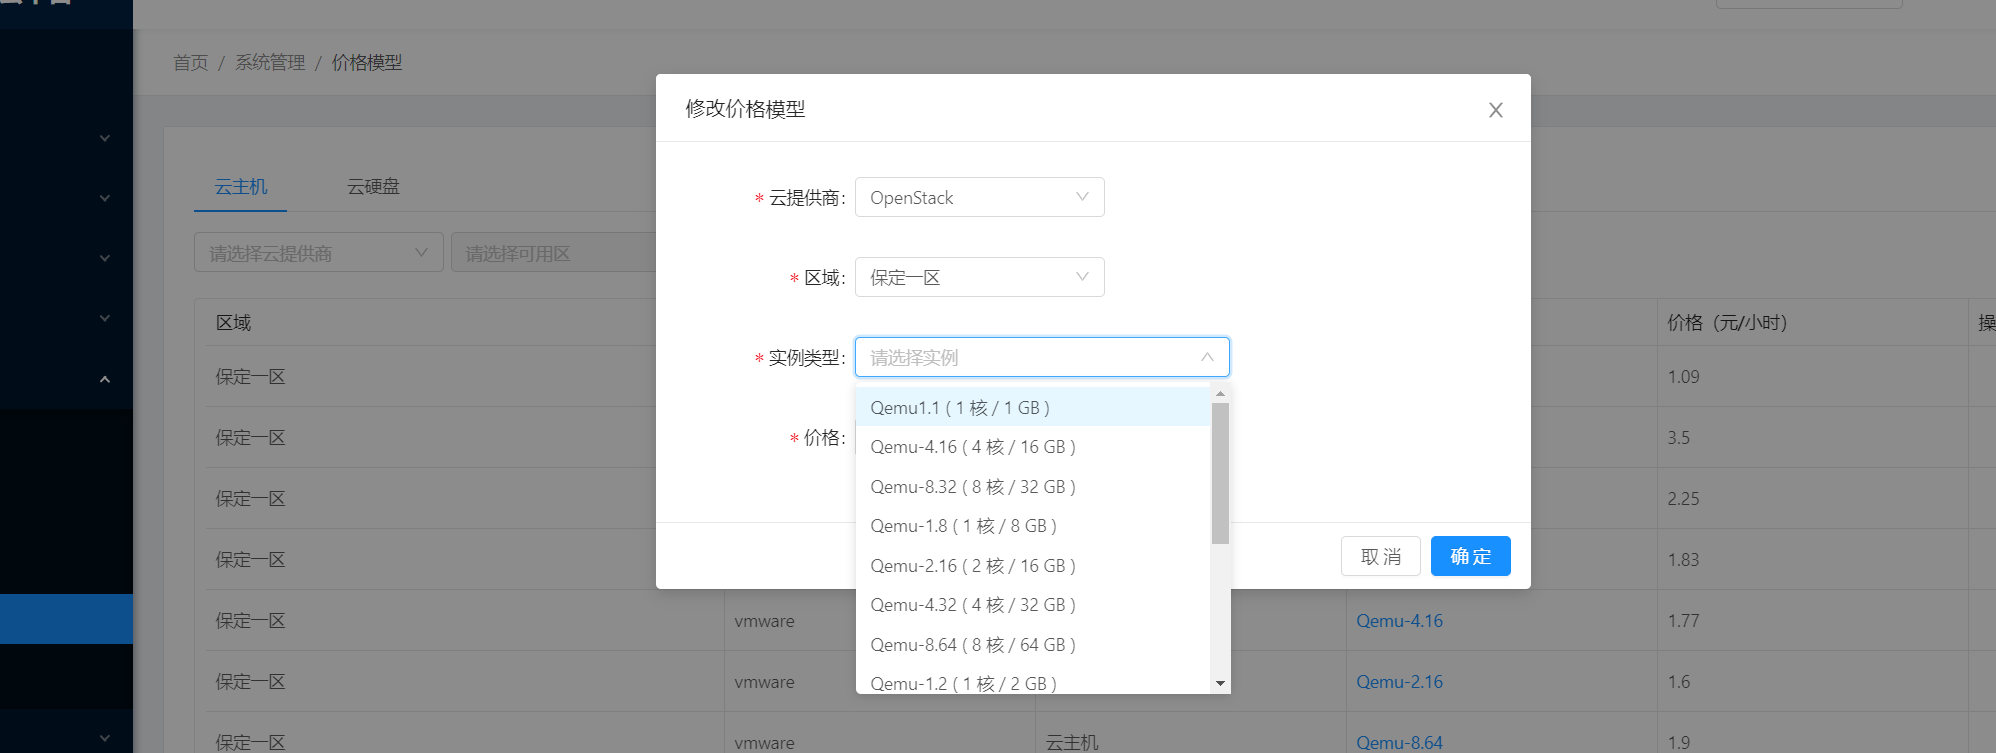 首页 / 系统管理 / 价格模型
修改价格模型
云主机 云硬盘
* 云提供商: OpenStack
请选择云提供商 请选择可用区
* 区域: 保定一区
区域 价格（元/小时）
* 实例类型: 请选择实例
保定一区 1.09
Qemu1.1 ( 1 核 / 1 GB )
* 价格:
保定一区 3.5
Qemu-4.16 ( 4 核 / 16 GB )
Qemu-8.32 ( 8 核 / 32 GB )
保定一区 2.25
Qemu-1.8 ( 1 核 / 8 GB )
保定一区 1.83
Qemu-2.16 ( 2 核 / 16 GB )
取 消 确 定
Qemu-4.32 ( 4 核 / 32 GB )
保定一区 vmware Qemu-4.16 1.77
Qemu-8.64 ( 8 核 / 64 GB )
保定一区 vmware Qemu-2.16 1.6
Qemu-1.2 ( 1 核 / 2 GB )
保定一区 vmware 云主机 Qemu-8.64 1.9